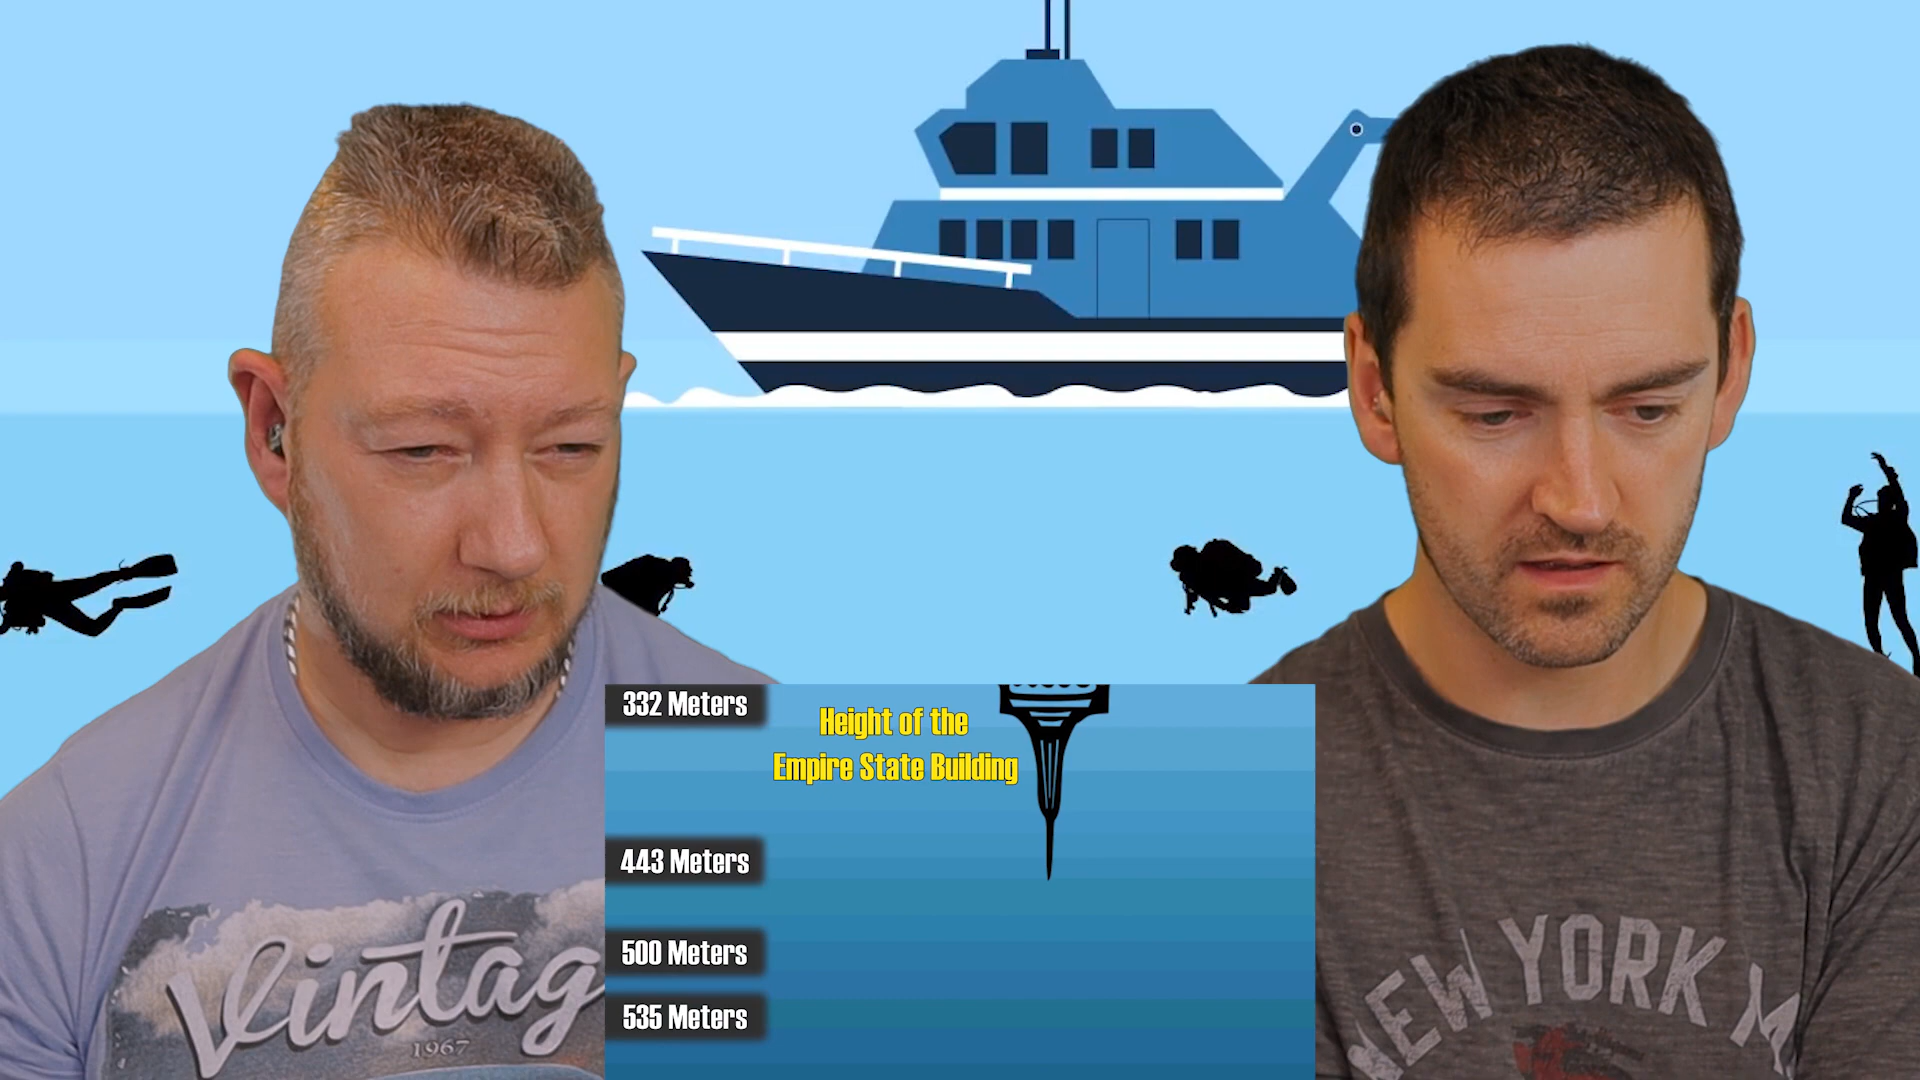 332 Meters
Height of the
Empire State Building
443 Meters
500 Meters
535 Meters
Vintag
1967
NEW YORK M